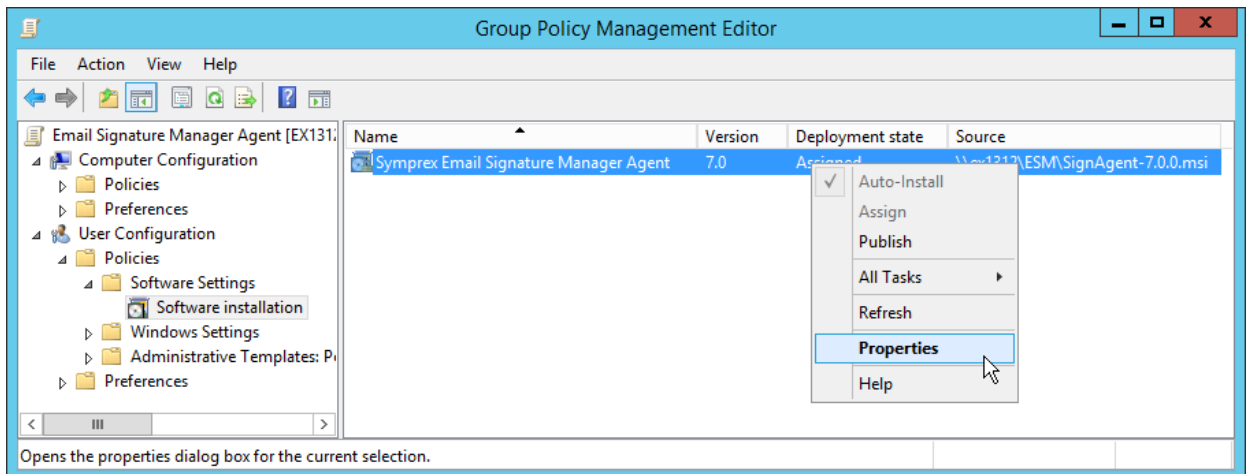 Group Policy Management Editor
File Action View Help
Email Signature Manager Agent [EX131
Computer Configuration
Policies
Preferences
User Configuration
Policies
Software Settings
Software installation
Windows Settings
Administrative Templates: P
Preferences
Name Version Deployment state Source
Symprex Email Signature Manager Agent 7.0 Assigned \\ex1312\ESM\SignAgent-7.0.0.msi
Auto-Install
Assign
Publish
All Tasks
Refresh
Properties
Help
Opens the properties dialog box for the current selection.